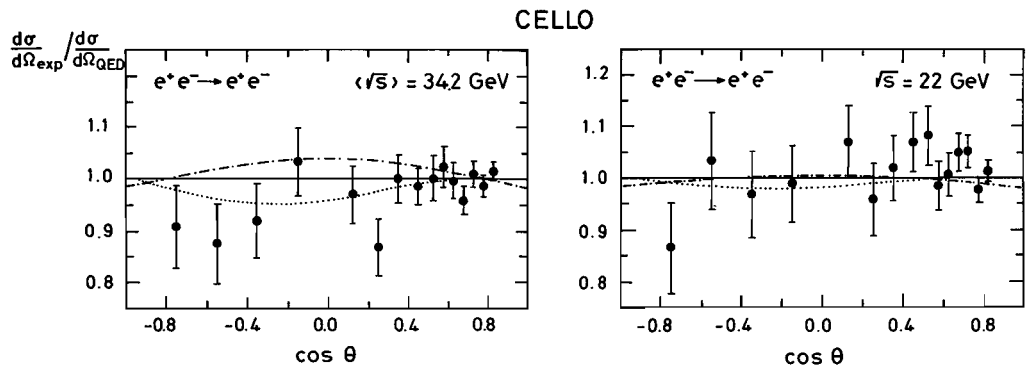 CELLO
dσ/dΩexp / dσ/dΩQED
e⁺e⁻→e⁺e⁻ ⟨√s⟩ = 34.2 GeV
1.1
1.0
0.9
0.8
-0.8 -0.4 0.0 0.4 0.8
cos θ
1.2
e⁺e⁻→e⁺e⁻ √s = 22 GeV
1.1
1.0
0.9
0.8
-0.8 -0.4 0.0 0.4 0.8
cos θ